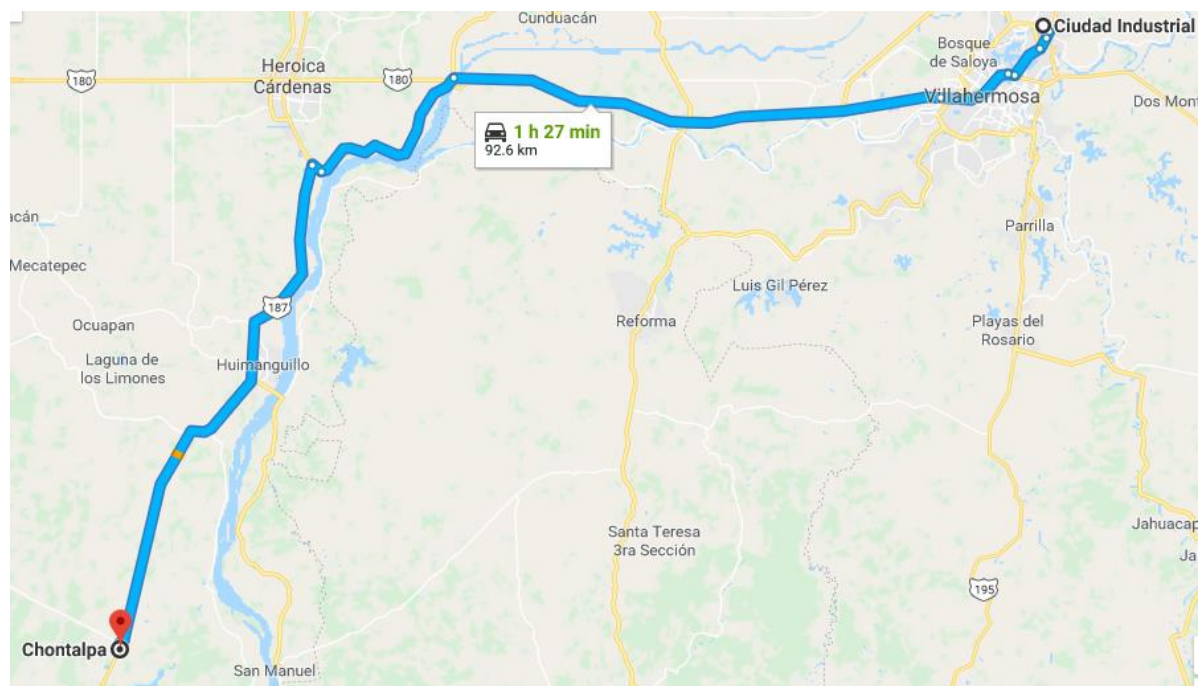 Cunduacán
Ciudad Industrial
Bosque
de Saloya
180
Heroica
Cárdenas
180
Villahermosa
Dos Mont
1 h 27 min
92.6 km
acán
Parrilla
Mecatepec
187
Luis Gil Pérez
Ocuapan
Reforma
Playas del
Rosario
Laguna de
los Limones
Huimanguillo
Santa Teresa
3ra Sección
Jahuacap
Ja
195
Chontalpa
San Manuel